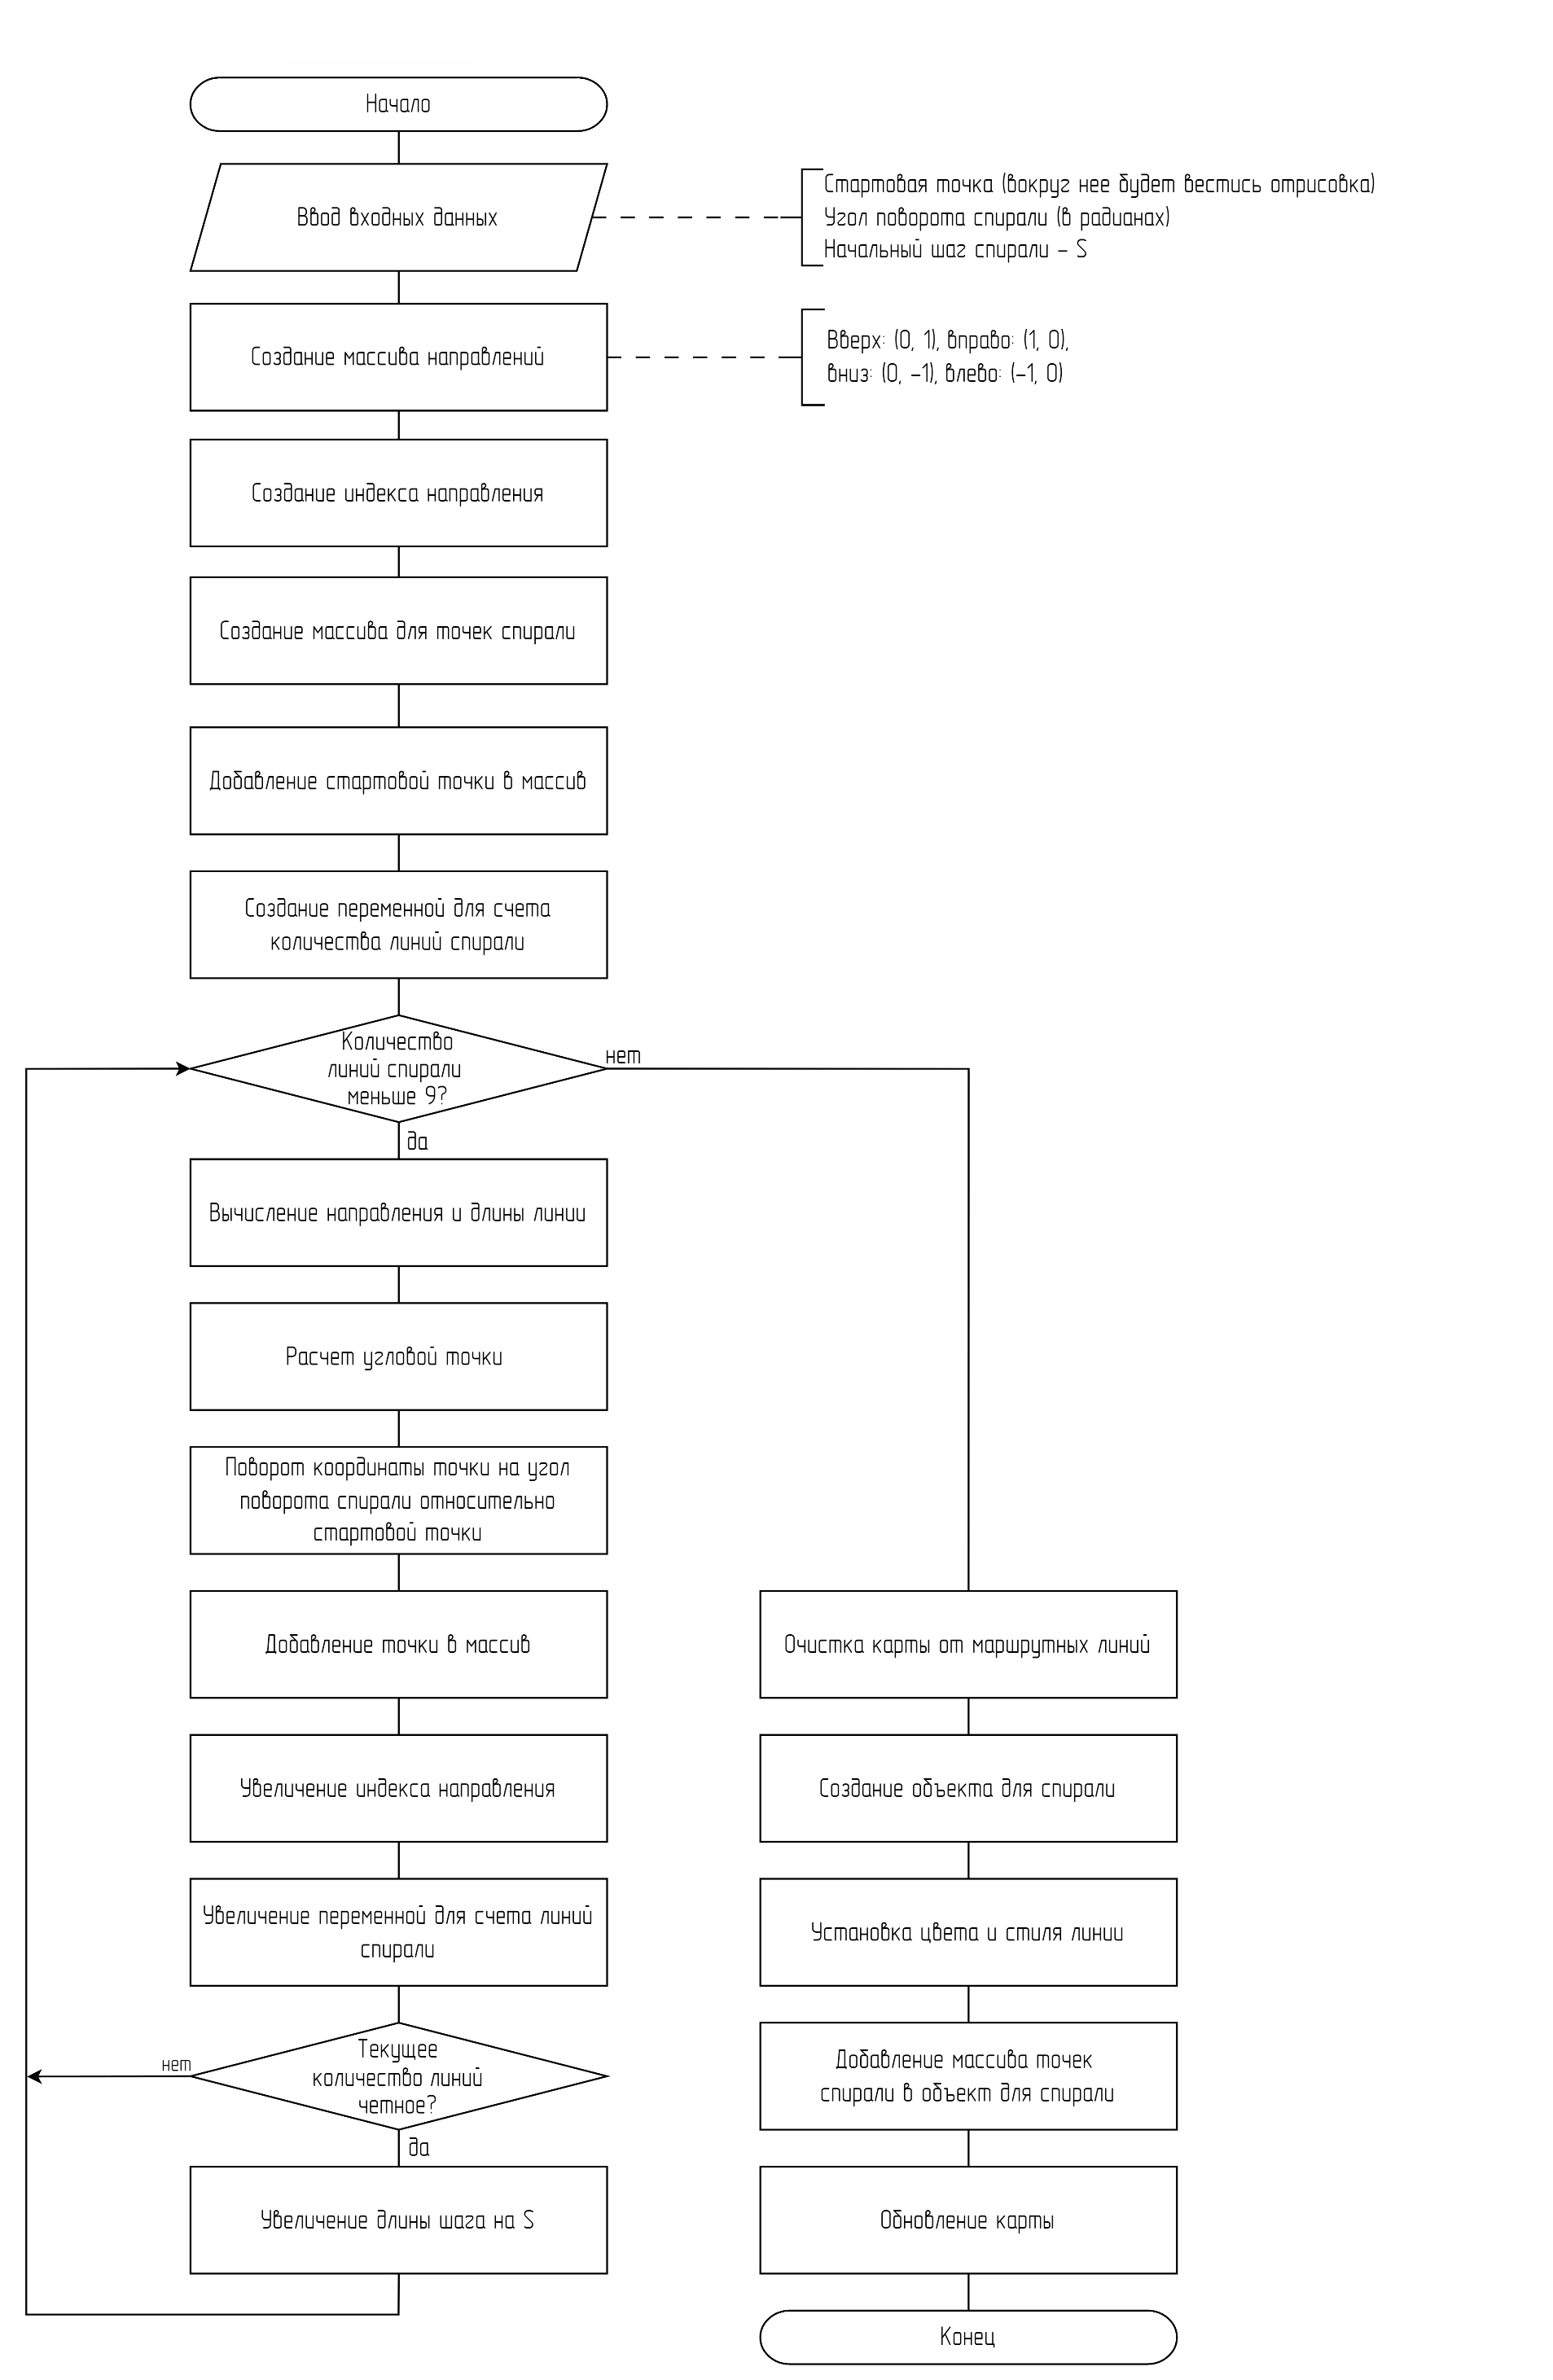 Начало
Ввод входных данных
Стартовая точка (вокруг нее будет вестись отрисовка)
Угол поворота спирали (в радианах)
Начальный шаг спирали – S
Создание массива направлений
Вверх: (0, 1), вправо: (1, 0),
вниз: (0, –1), влево: (–1, 0)
Создание индекса направления
Создание массива для точек спирали
Добавление стартовой точки в массив
Создание переменной для счета
количества линий спирали
Количество
линий спирали
меньше 9?
нет
да
Вычисление направления и длины линии
Расчет угловой точки
Поворот координаты точки на угол
поворота спирали относительно
стартовой точки
Добавление точки в массив
Увеличение индекса направления
Увеличение переменной для счета линий
спирали
Текущее
количество линий
четное?
нет
да
Увеличение длины шага на S
Очистка карты от маршрутных линий
Создание объекта для спирали
Установка цвета и стиля линии
Добавление массива точек
спирали в объект для спирали
Обновление карты
Конец